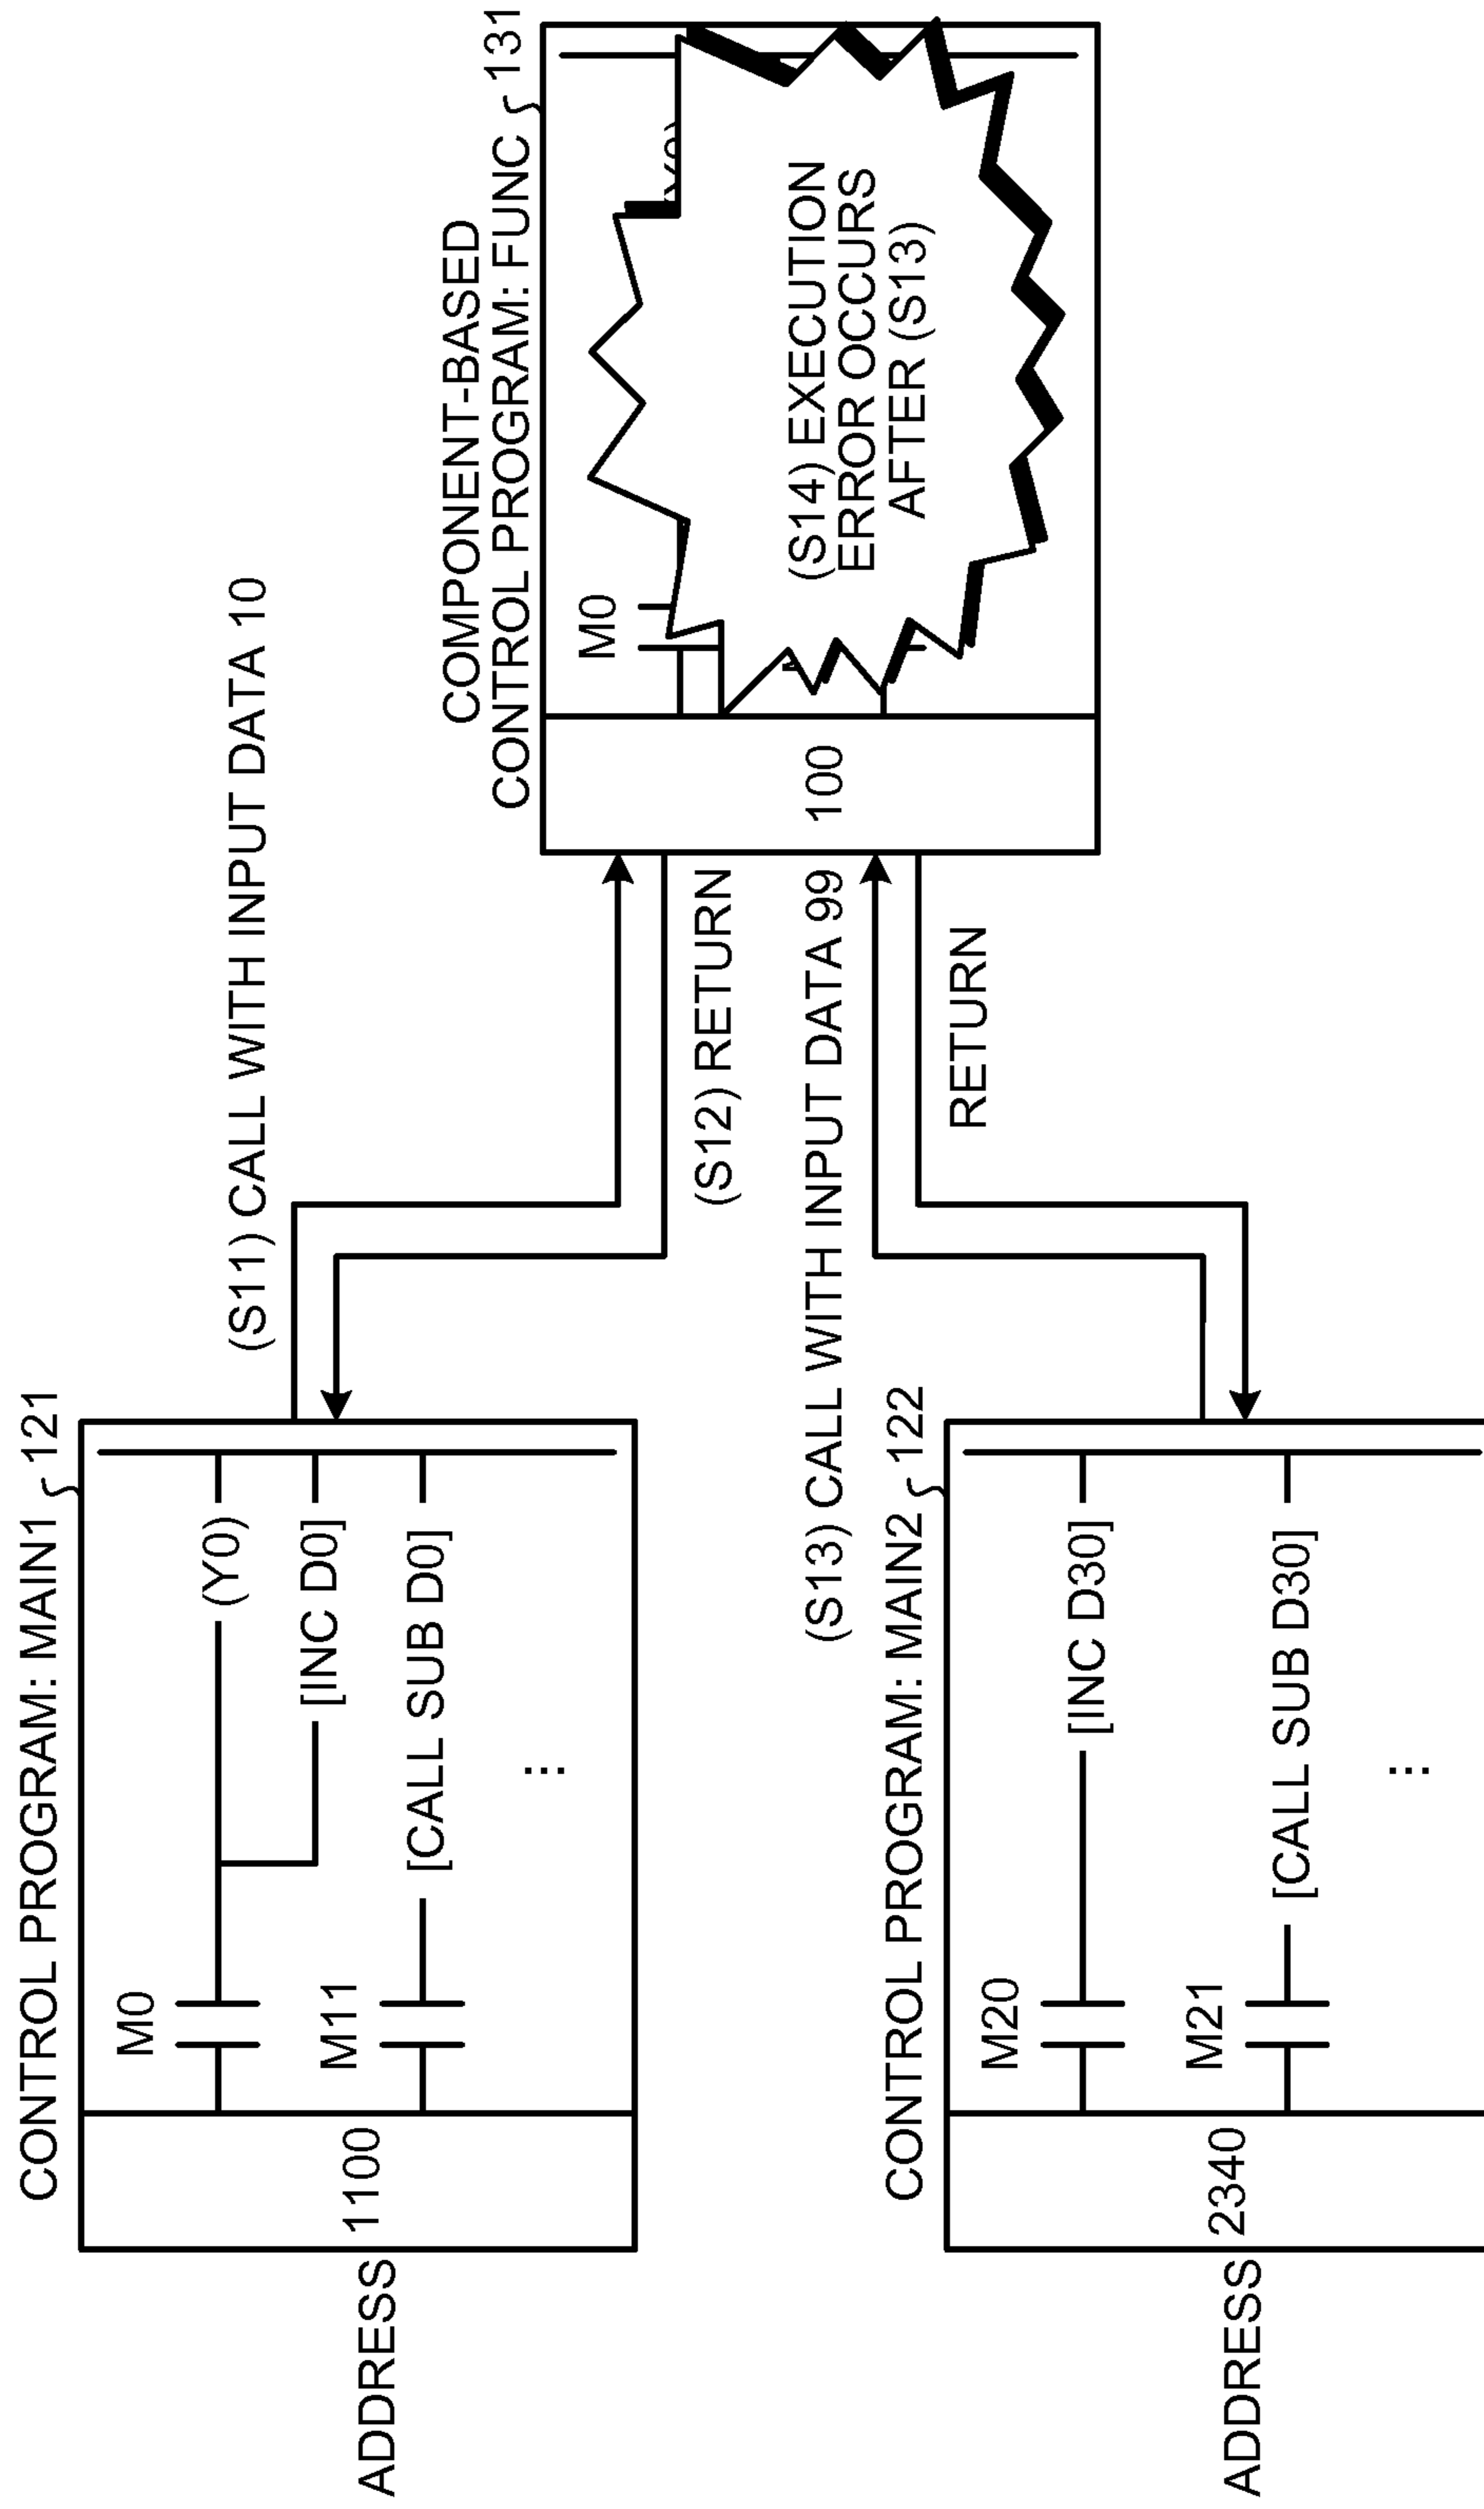 CONTROL PROGRAM: MAIN1 121
M0
(Y0)
[INC D0]
M11
[CALL SUB D0]
⋮
ADDRESS 1100
(S11) CALL WITH INPUT DATA 10
(S12) RETURN
COMPONENT-BASED
CONTROL PROGRAM: FUNC 131
M0
100
(S14) EXECUTION
ERROR OCCURS
AFTER (S13)
(S13) CALL WITH INPUT DATA 99
RETURN
CONTROL PROGRAM: MAIN2 122
M20
[INC D30]
M21
[CALL SUB D30]
⋮
ADDRESS 2340